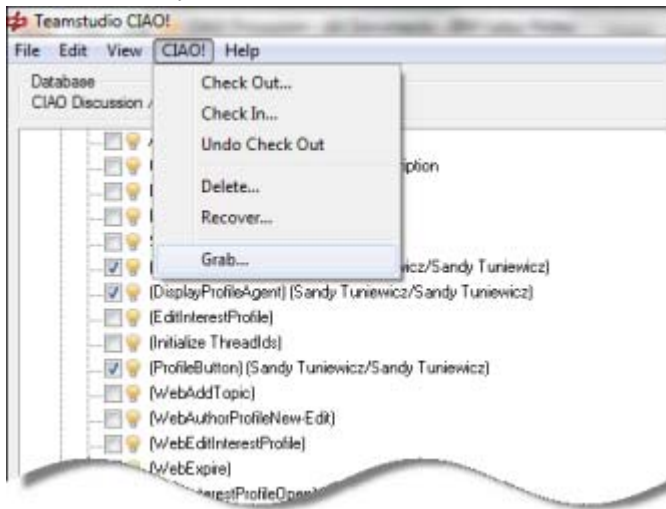 Teamstudio CIAO!
File Edit View CIAO! Help
Database
CIAO Discussion
Check Out...
Check In...
Undo Check Out
Delete...
Recover...
Grab...
Sandy Tuniewicz)
(DisplayProfileAgent) (Sandy Tuniewicz/Sandy Tuniewicz)
(EditInterestProfile)
(Initialize ThreadIds)
(ProfileButton) (Sandy Tuniewicz/Sandy Tuniewicz)
(WebAddTopic)
(WebAuthorProfileNew-Edit)
(WebEditInterestProfile)
(WebExpire)